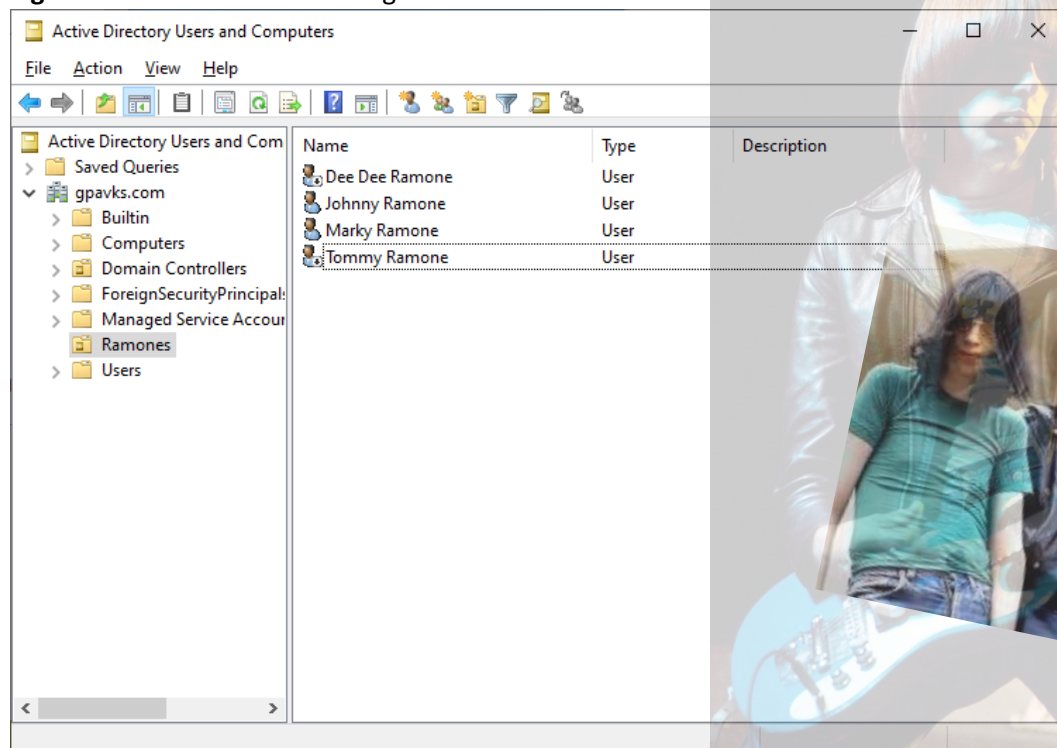 Active Directory Users and Computers
File Action View Help
Active Directory Users and Com
Saved Queries
gpavks.com
Builtin
Computers
Domain Controllers
ForeignSecurityPrincipals
Managed Service Accour
Ramones
Users
Name Type Description
Dee Dee Ramone User
Johnny Ramone User
Marky Ramone User
Tommy Ramone User